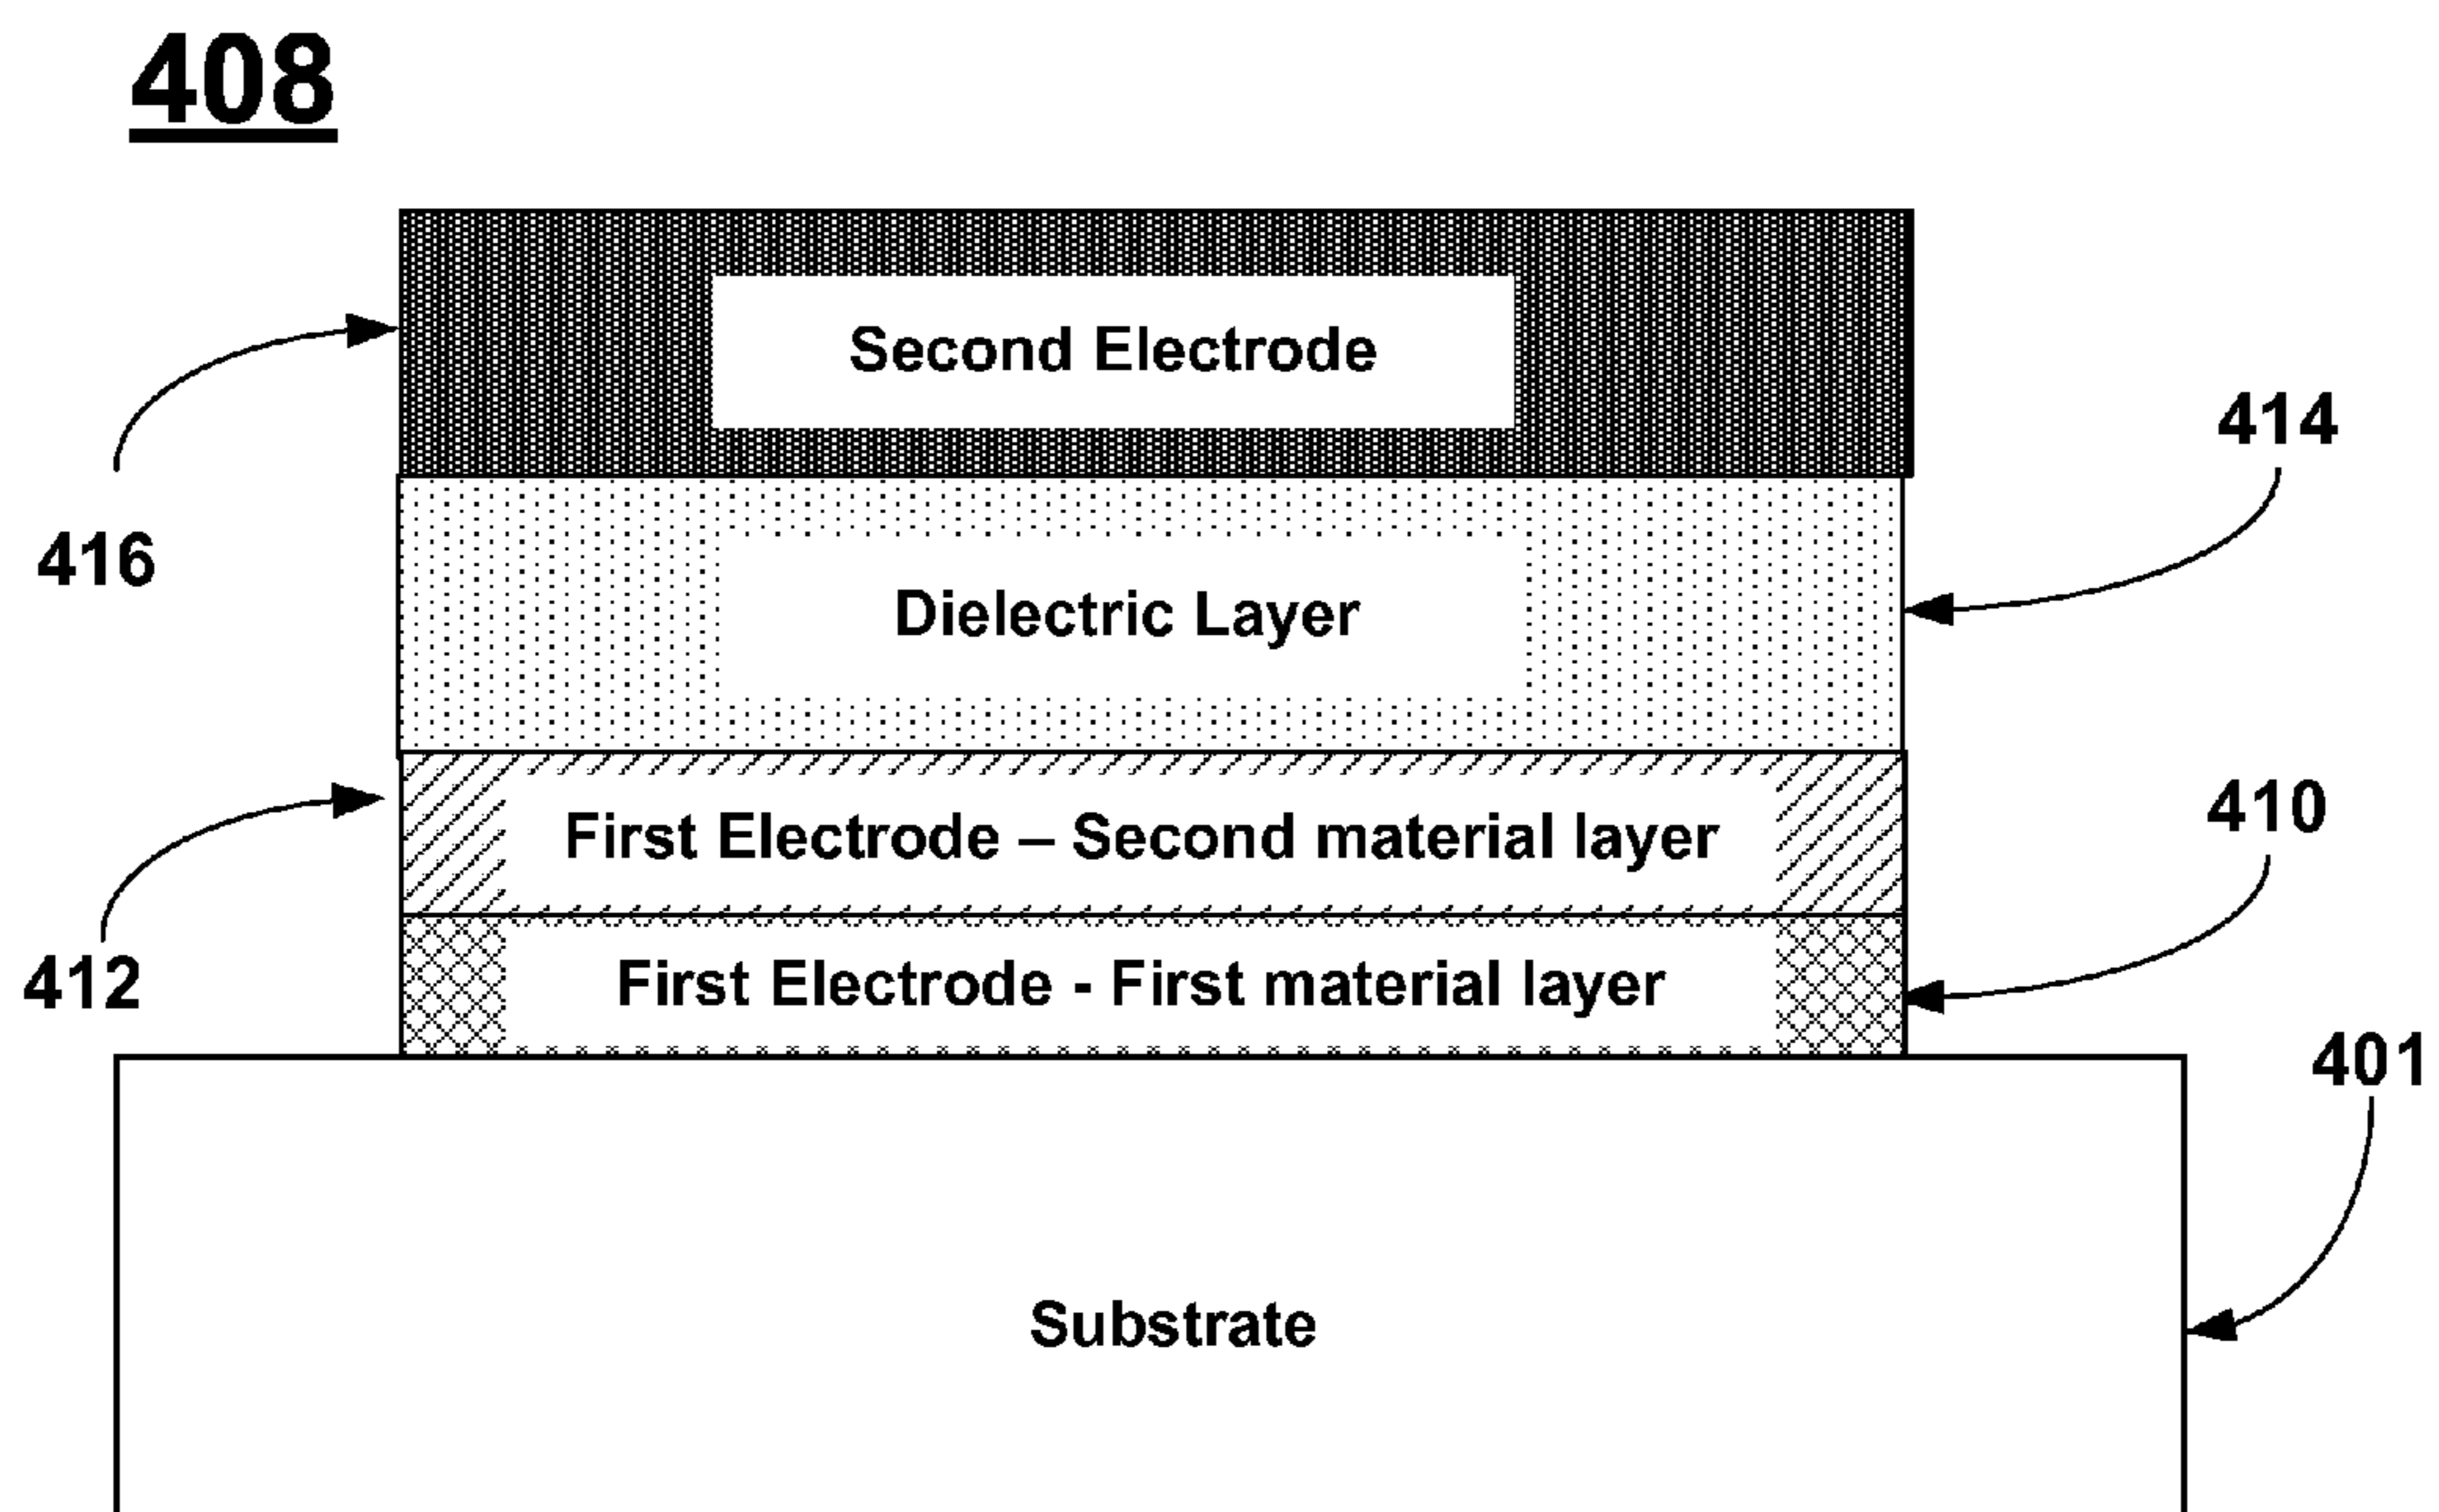 408
Second Electrode
414
416
Dielectric Layer
410
First Electrode – Second material layer
412
First Electrode - First material layer
401
Substrate